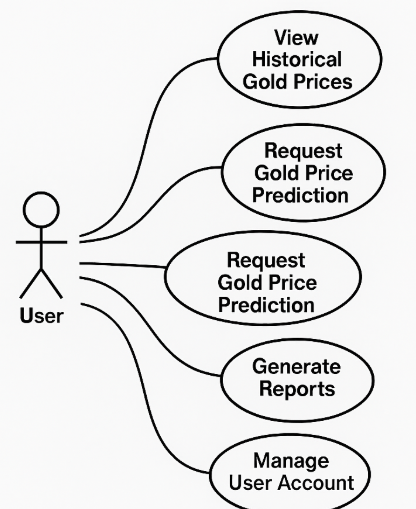 View
Historical
Gold Prices
Request
Gold Price
Prediction
Request
Gold Price
Prediction
User
Generate
Reports
Manage
User Account